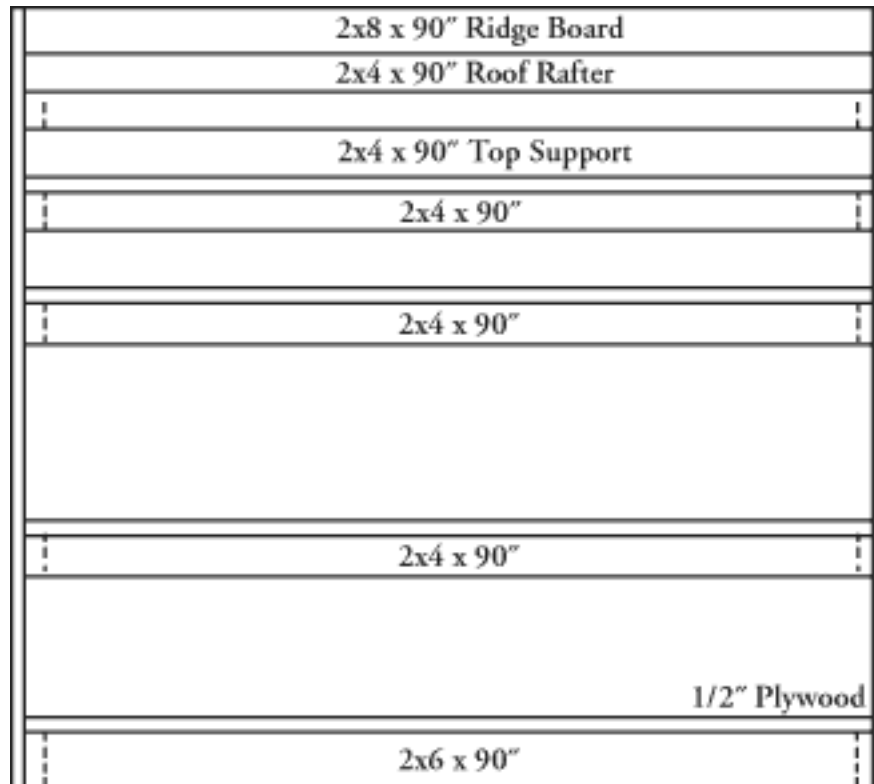 2x8 x 90″ Ridge Board
2x4 x 90″ Roof Rafter
2x4 x 90″ Top Support
2x4 x 90″
2x4 x 90″
2x4 x 90″
1/2″ Plywood
2x6 x 90″